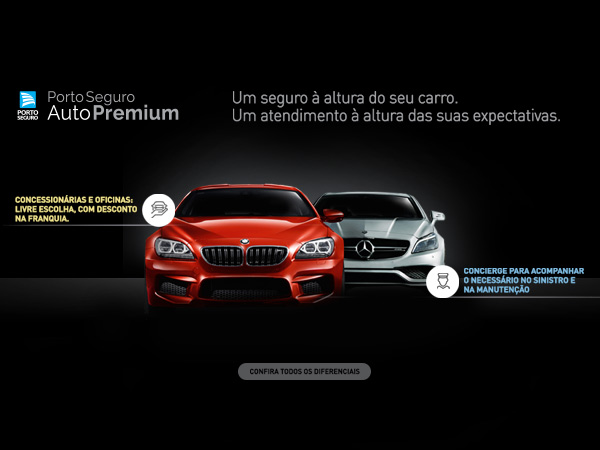 PORTO
SEGURO
Porto Seguro
Auto Premium
Um seguro à altura do seu carro.
Um atendimento à altura das suas expectativas.
CONCESSIONÁRIAS E OFICINAS:
LIVRE ESCOLHA, COM DESCONTO
NA FRANQUIA.
CONCIERGE PARA ACOMPANHAR
O NECESSÁRIO NO SINISTRO E
NA MANUTENÇÃO
CONFIRA TODOS OS DIFERENCIAIS